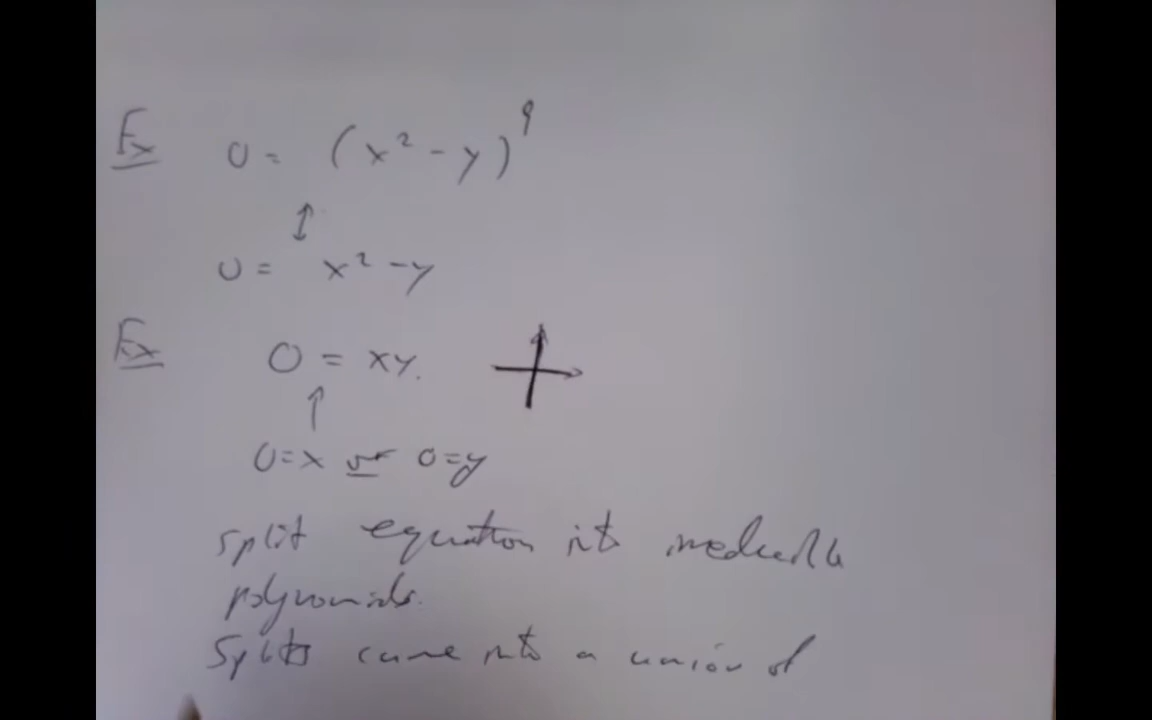 Ex 0 = (x² - y)⁹
↕
0 = x² - y
Ex 0 = xy.
↑
0=x or 0=y
split equation into irreducible
polynomials.
Splits curve into a union of